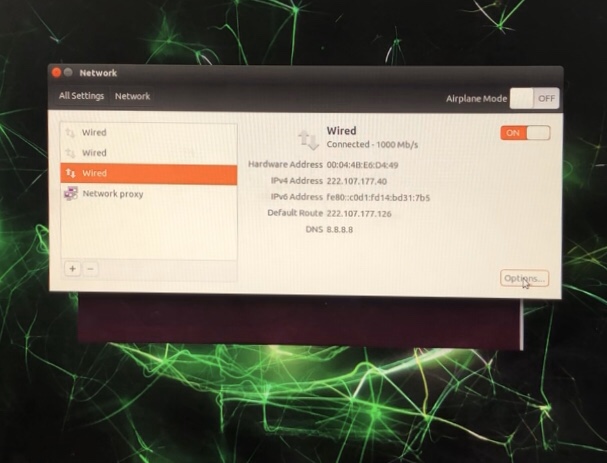 Network
All Settings Network
Airplane Mode OFF
Wired
Wired
Wired
Network proxy
Wired
Connected - 1000 Mb/s
ON
Hardware Address 00:04:4B:E6:D4:49
IPv4 Address 222.107.177.40
IPv6 Address fe80::c0d1:fd14:bd31:7b5
Default Route 222.107.177.126
DNS 8.8.8.8
Options...